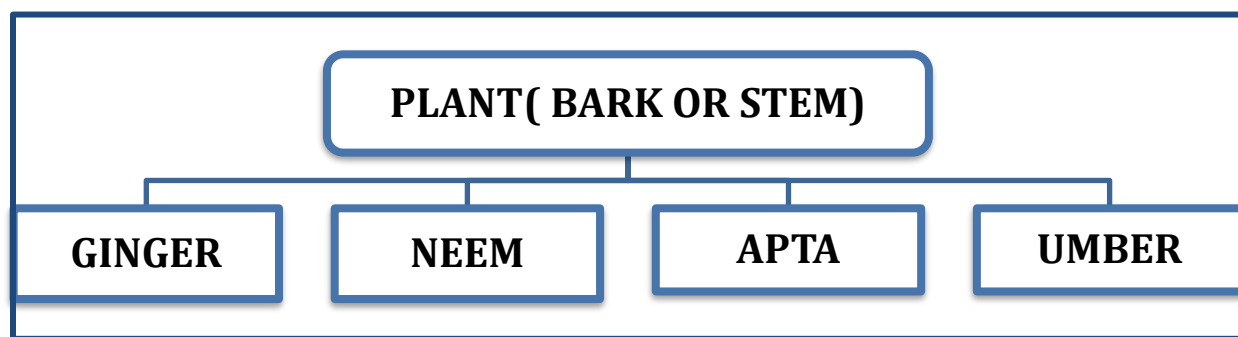 PLANT( BARK OR STEM)
GINGER
NEEM
APTA
UMBER